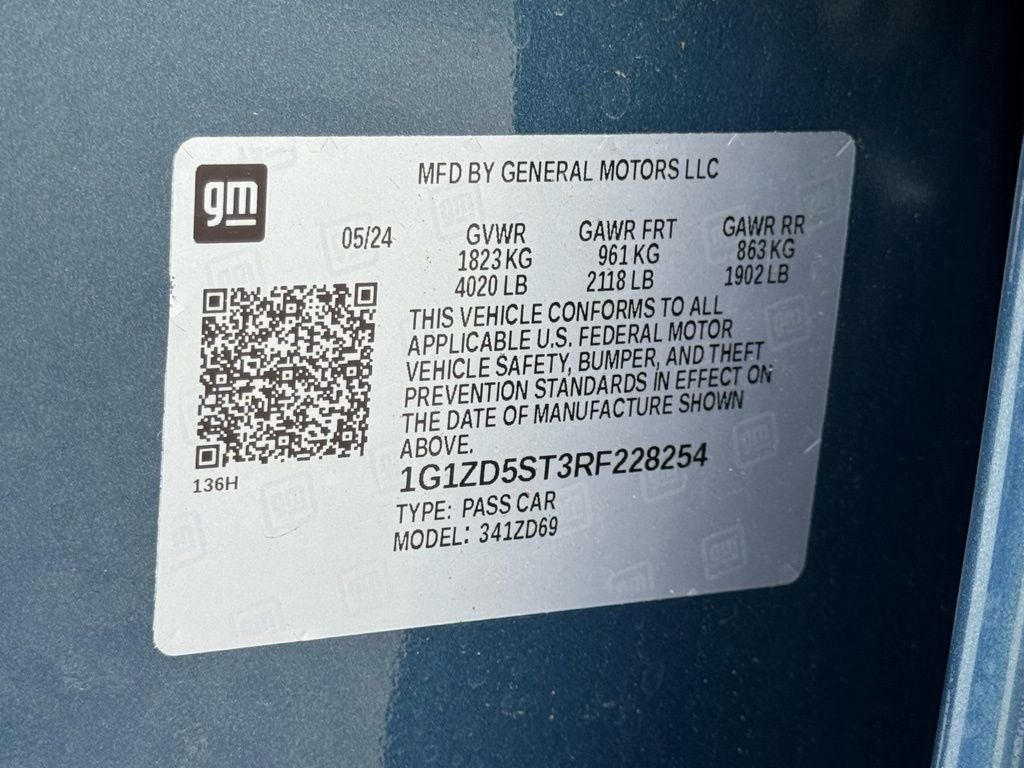 gm
MFD BY GENERAL MOTORS LLC
05/24 GVWR GAWR FRT GAWR RR
1823 KG 961 KG 863 KG
4020 LB 2118 LB 1902 LB
THIS VEHICLE CONFORMS TO ALL
APPLICABLE U.S. FEDERAL MOTOR
VEHICLE SAFETY, BUMPER, AND THEFT
PREVENTION STANDARDS IN EFFECT ON
THE DATE OF MANUFACTURE SHOWN
ABOVE.
136H
1G1ZD5ST3RF228254
TYPE: PASS CAR
MODEL: 341ZD69